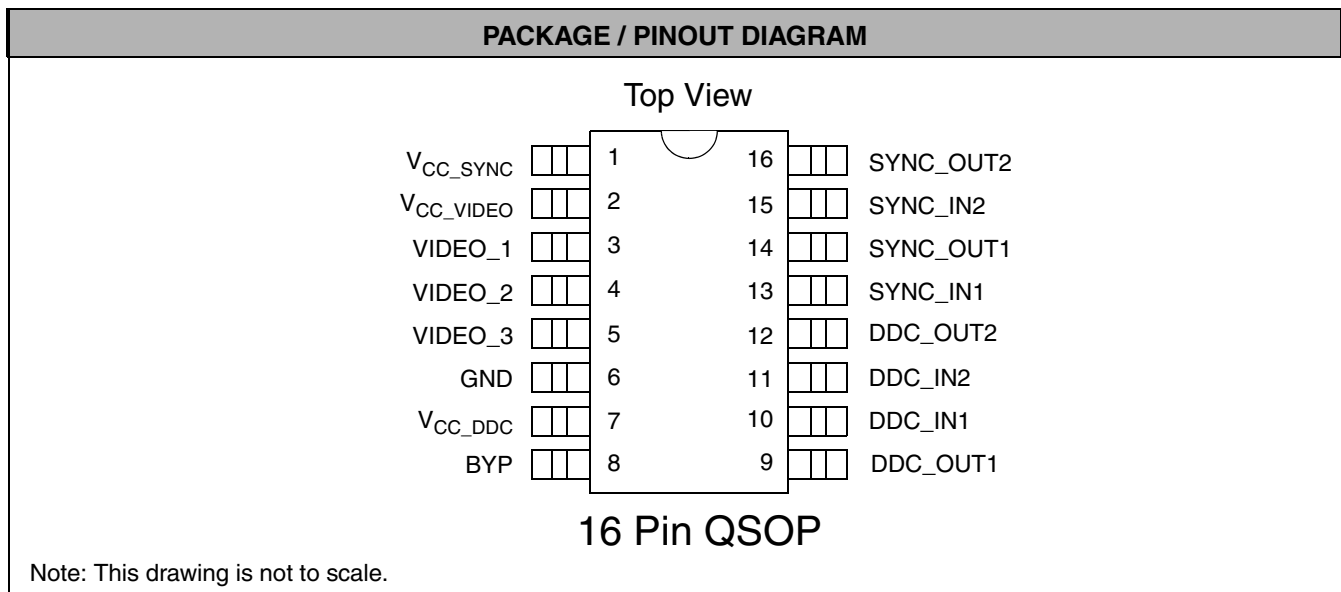 PACKAGE / PINOUT DIAGRAM
Top View
VCC_SYNC 1 16 SYNC_OUT2
VCC_VIDEO 2 15 SYNC_IN2
VIDEO_1 3 14 SYNC_OUT1
VIDEO_2 4 13 SYNC_IN1
VIDEO_3 5 12 DDC_OUT2
GND 6 11 DDC_IN2
VCC_DDC 7 10 DDC_IN1
BYP 8 9 DDC_OUT1
16 Pin QSOP
Note: This drawing is not to scale.